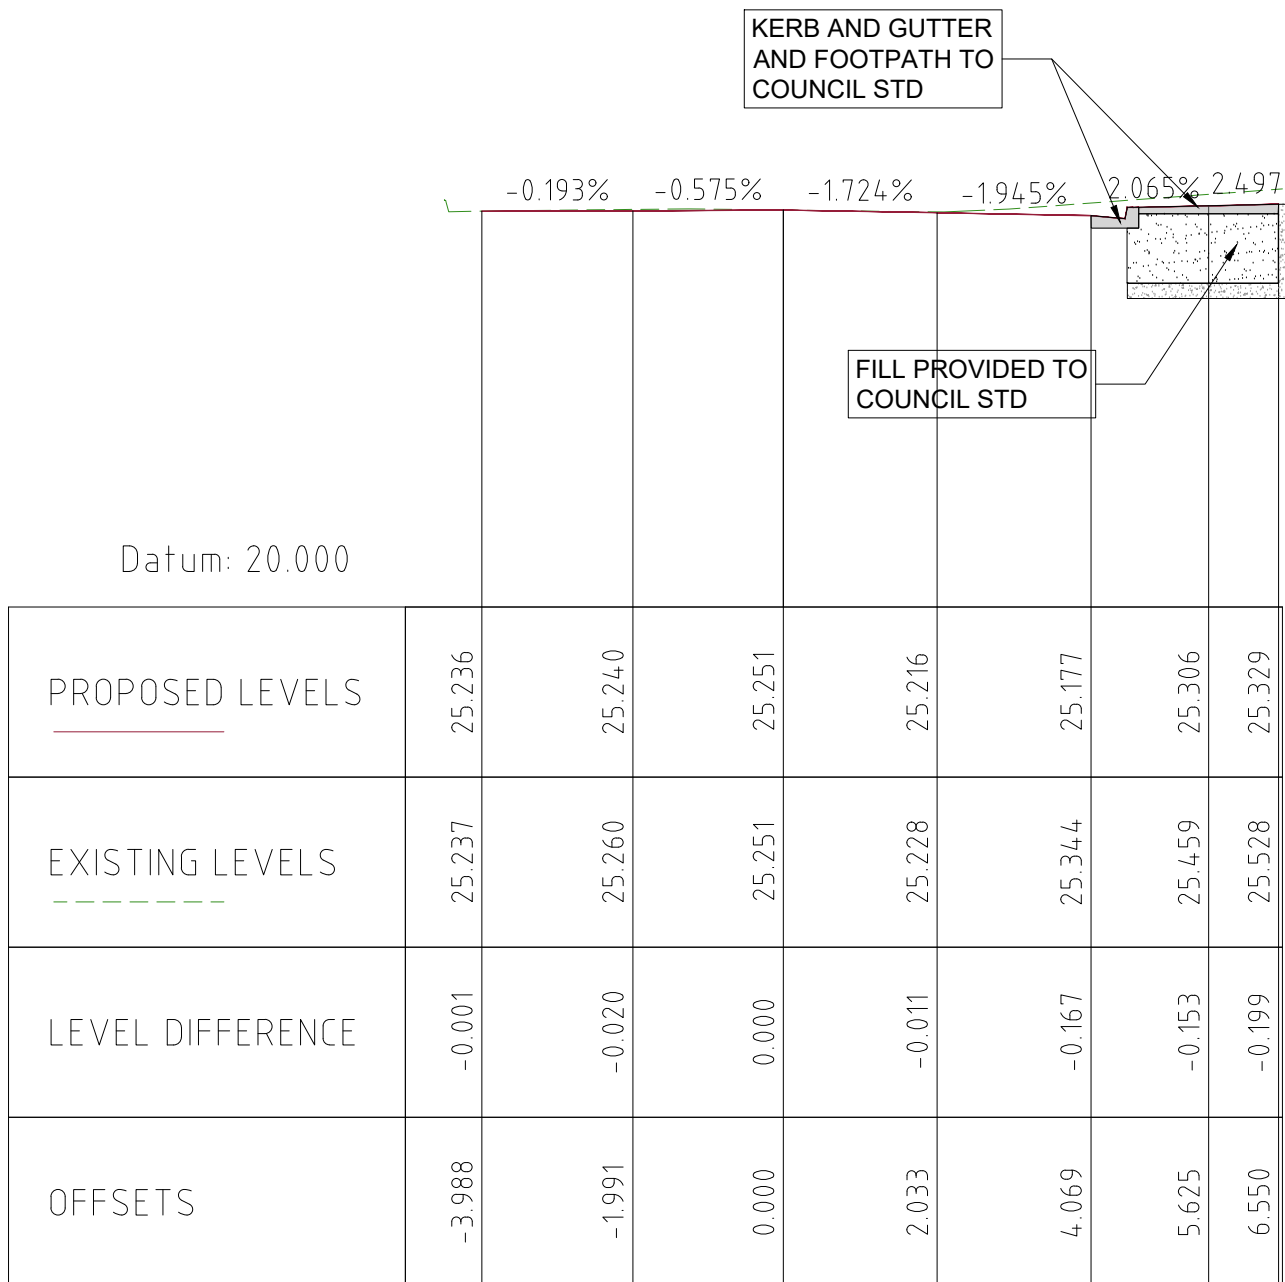 KERB AND GUTTER
AND FOOTPATH TO
COUNCIL STD
-0.193% -0.575% -1.724% -1.945% 2.065% 2.497
FILL PROVIDED TO
COUNCIL STD
Datum: 20.000
PROPOSED LEVELS 25.236 25.240 25.251 25.216 25.177 25.306 25.329
EXISTING LEVELS 25.237 25.260 25.251 25.228 25.344 25.459 25.528
LEVEL DIFFERENCE -0.001 -0.020 0.000 -0.011 -0.167 -0.153 -0.199
OFFSETS -3.988 -1.991 0.000 2.033 4.069 5.625 6.550